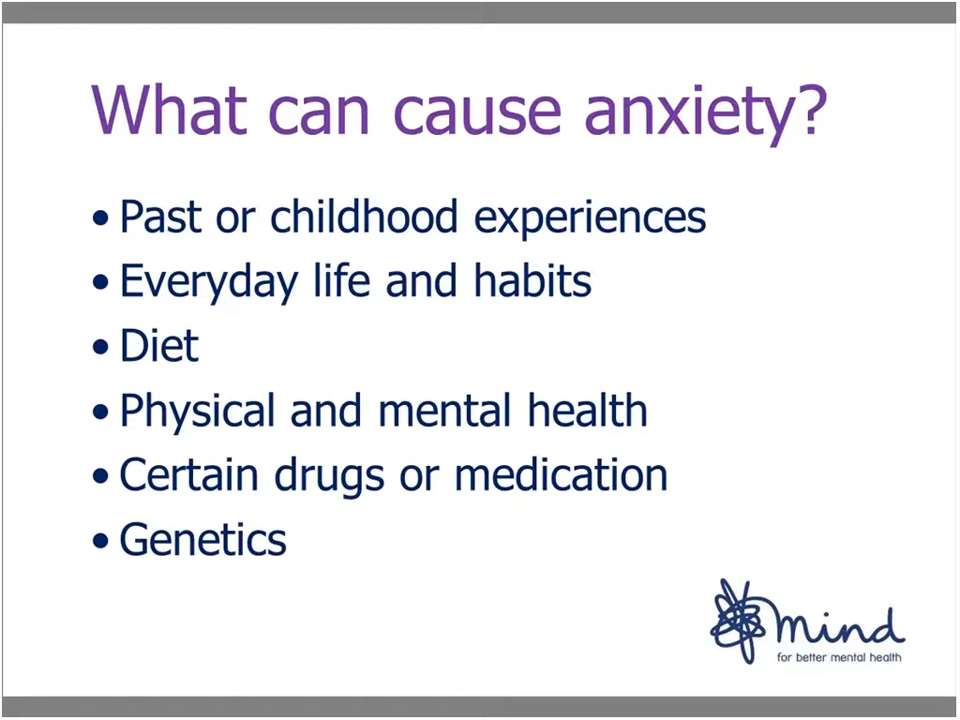 What can cause anxiety?
• Past or childhood experiences
• Everyday life and habits
• Diet
• Physical and mental health
• Certain drugs or medication
• Genetics
mind
for better mental health